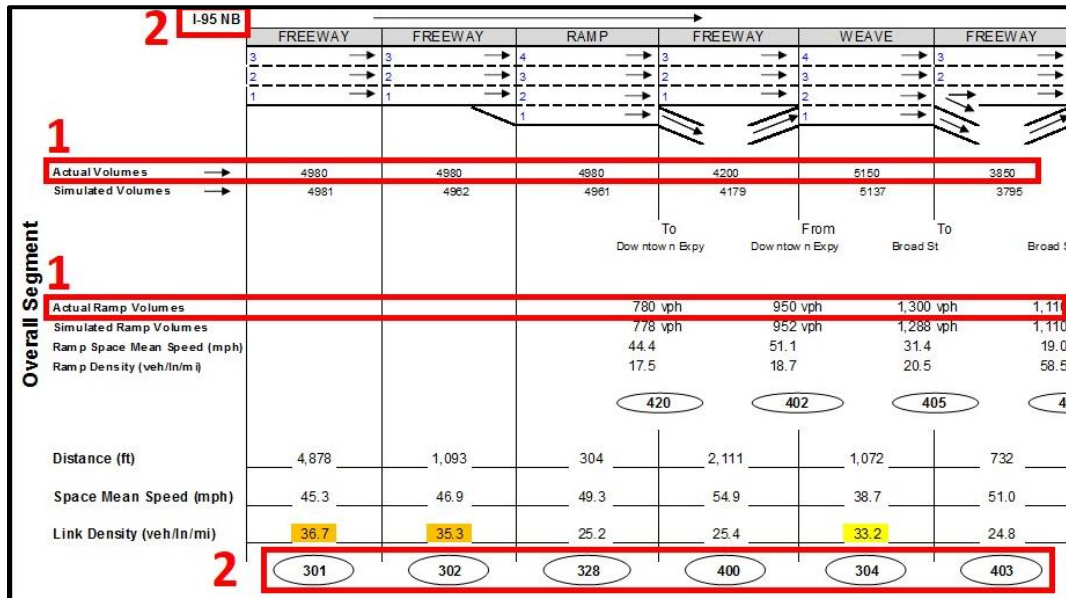 2 I-95 NB
FREEWAY FREEWAY RAMP FREEWAY WEAVE FREEWAY
3 3 4 3 4 3
2 2 3 2 3 2
1 1 2 1 2 1
1 1
1
Actual Volumes 4980 4980 4980 4200 5150 3850
Simulated Volumes 4981 4962 4961 4179 5137 3795
To From To
Downtown Expy Downtown Expy Broad St Broad S
Overall Segment
1
Actual Ramp Volumes 780 vph 950 vph 1,300 vph 1,110
Simulated Ramp Volumes 778 vph 952 vph 1,288 vph 1,110
Ramp Space Mean Speed (mph) 44.4 51.1 31.4 19.0
Ramp Density (veh/ln/mi) 17.5 18.7 20.5 58.5
420 402 405 4
Distance (ft) 4,878 1,093 304 2,111 1,072 732
Space Mean Speed (mph) 45.3 46.9 49.3 54.9 38.7 51.0
Link Density (veh/ln/mi) 36.7 35.3 25.2 25.4 33.2 24.8
2 301 302 328 400 304 403